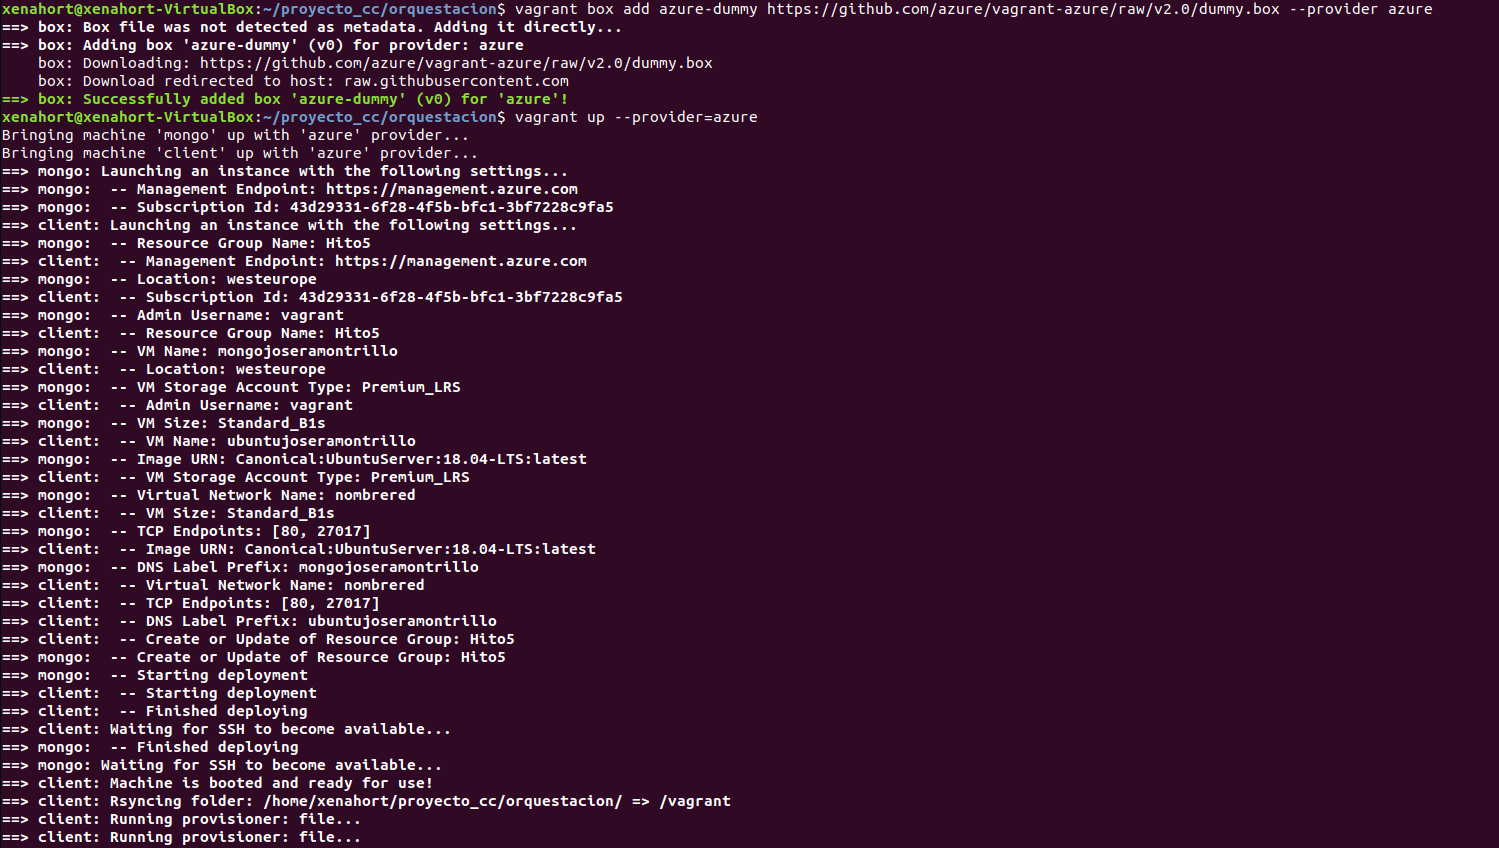 xenahort@xenahort-VirtualBox:~/proyecto_cc/orquestacion$ vagrant box add azure-dummy https://github.com/azure/vagrant-azure/raw/v2.0/dummy.box --provider azure
==> box: Box file was not detected as metadata. Adding it directly...
==> box: Adding box 'azure-dummy' (v0) for provider: azure
    box: Downloading: https://github.com/azure/vagrant-azure/raw/v2.0/dummy.box
    box: Download redirected to host: raw.githubusercontent.com
==> box: Successfully added box 'azure-dummy' (v0) for 'azure'!
xenahort@xenahort-VirtualBox:~/proyecto_cc/orquestacion$ vagrant up --provider=azure
Bringing machine 'mongo' up with 'azure' provider...
Bringing machine 'client' up with 'azure' provider...
==> mongo: Launching an instance with the following settings...
==> mongo:  -- Management Endpoint: https://management.azure.com
==> mongo:  -- Subscription Id: 43d29331-6f28-4f5b-bfc1-3bf7228c9fa5
==> client: Launching an instance with the following settings...
==> mongo:  -- Resource Group Name: Hito5
==> client:  -- Management Endpoint: https://management.azure.com
==> mongo:  -- Location: westeurope
==> client:  -- Subscription Id: 43d29331-6f28-4f5b-bfc1-3bf7228c9fa5
==> mongo:  -- Admin Username: vagrant
==> client:  -- Resource Group Name: Hito5
==> mongo:  -- VM Name: mongojoseramontrillo
==> client:  -- Location: westeurope
==> mongo:  -- VM Storage Account Type: Premium_LRS
==> client:  -- Admin Username: vagrant
==> mongo:  -- VM Size: Standard_B1s
==> client:  -- VM Name: ubuntujoseramontrillo
==> mongo:  -- Image URN: Canonical:UbuntuServer:18.04-LTS:latest
==> client:  -- VM Storage Account Type: Premium_LRS
==> mongo:  -- Virtual Network Name: nombrered
==> client:  -- VM Size: Standard_B1s
==> mongo:  -- TCP Endpoints: [80, 27017]
==> client:  -- Image URN: Canonical:UbuntuServer:18.04-LTS:latest
==> mongo:  -- DNS Label Prefix: mongojoseramontrillo
==> client:  -- Virtual Network Name: nombrered
==> client:  -- TCP Endpoints: [80, 27017]
==> client:  -- DNS Label Prefix: ubuntujoseramontrillo
==> client:  -- Create or Update of Resource Group: Hito5
==> mongo:  -- Create or Update of Resource Group: Hito5
==> mongo:  -- Starting deployment
==> client:  -- Starting deployment
==> client:  -- Finished deploying
==> client: Waiting for SSH to become available...
==> mongo:  -- Finished deploying
==> mongo: Waiting for SSH to become available...
==> client: Machine is booted and ready for use!
==> client: Rsyncing folder: /home/xenahort/proyecto_cc/orquestacion/ => /vagrant
==> client: Running provisioner: file...
==> client: Running provisioner: file...